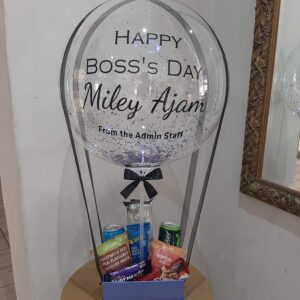 HAPPY
BOSS'S DAY
Miley Ajam
From the Admin Staff